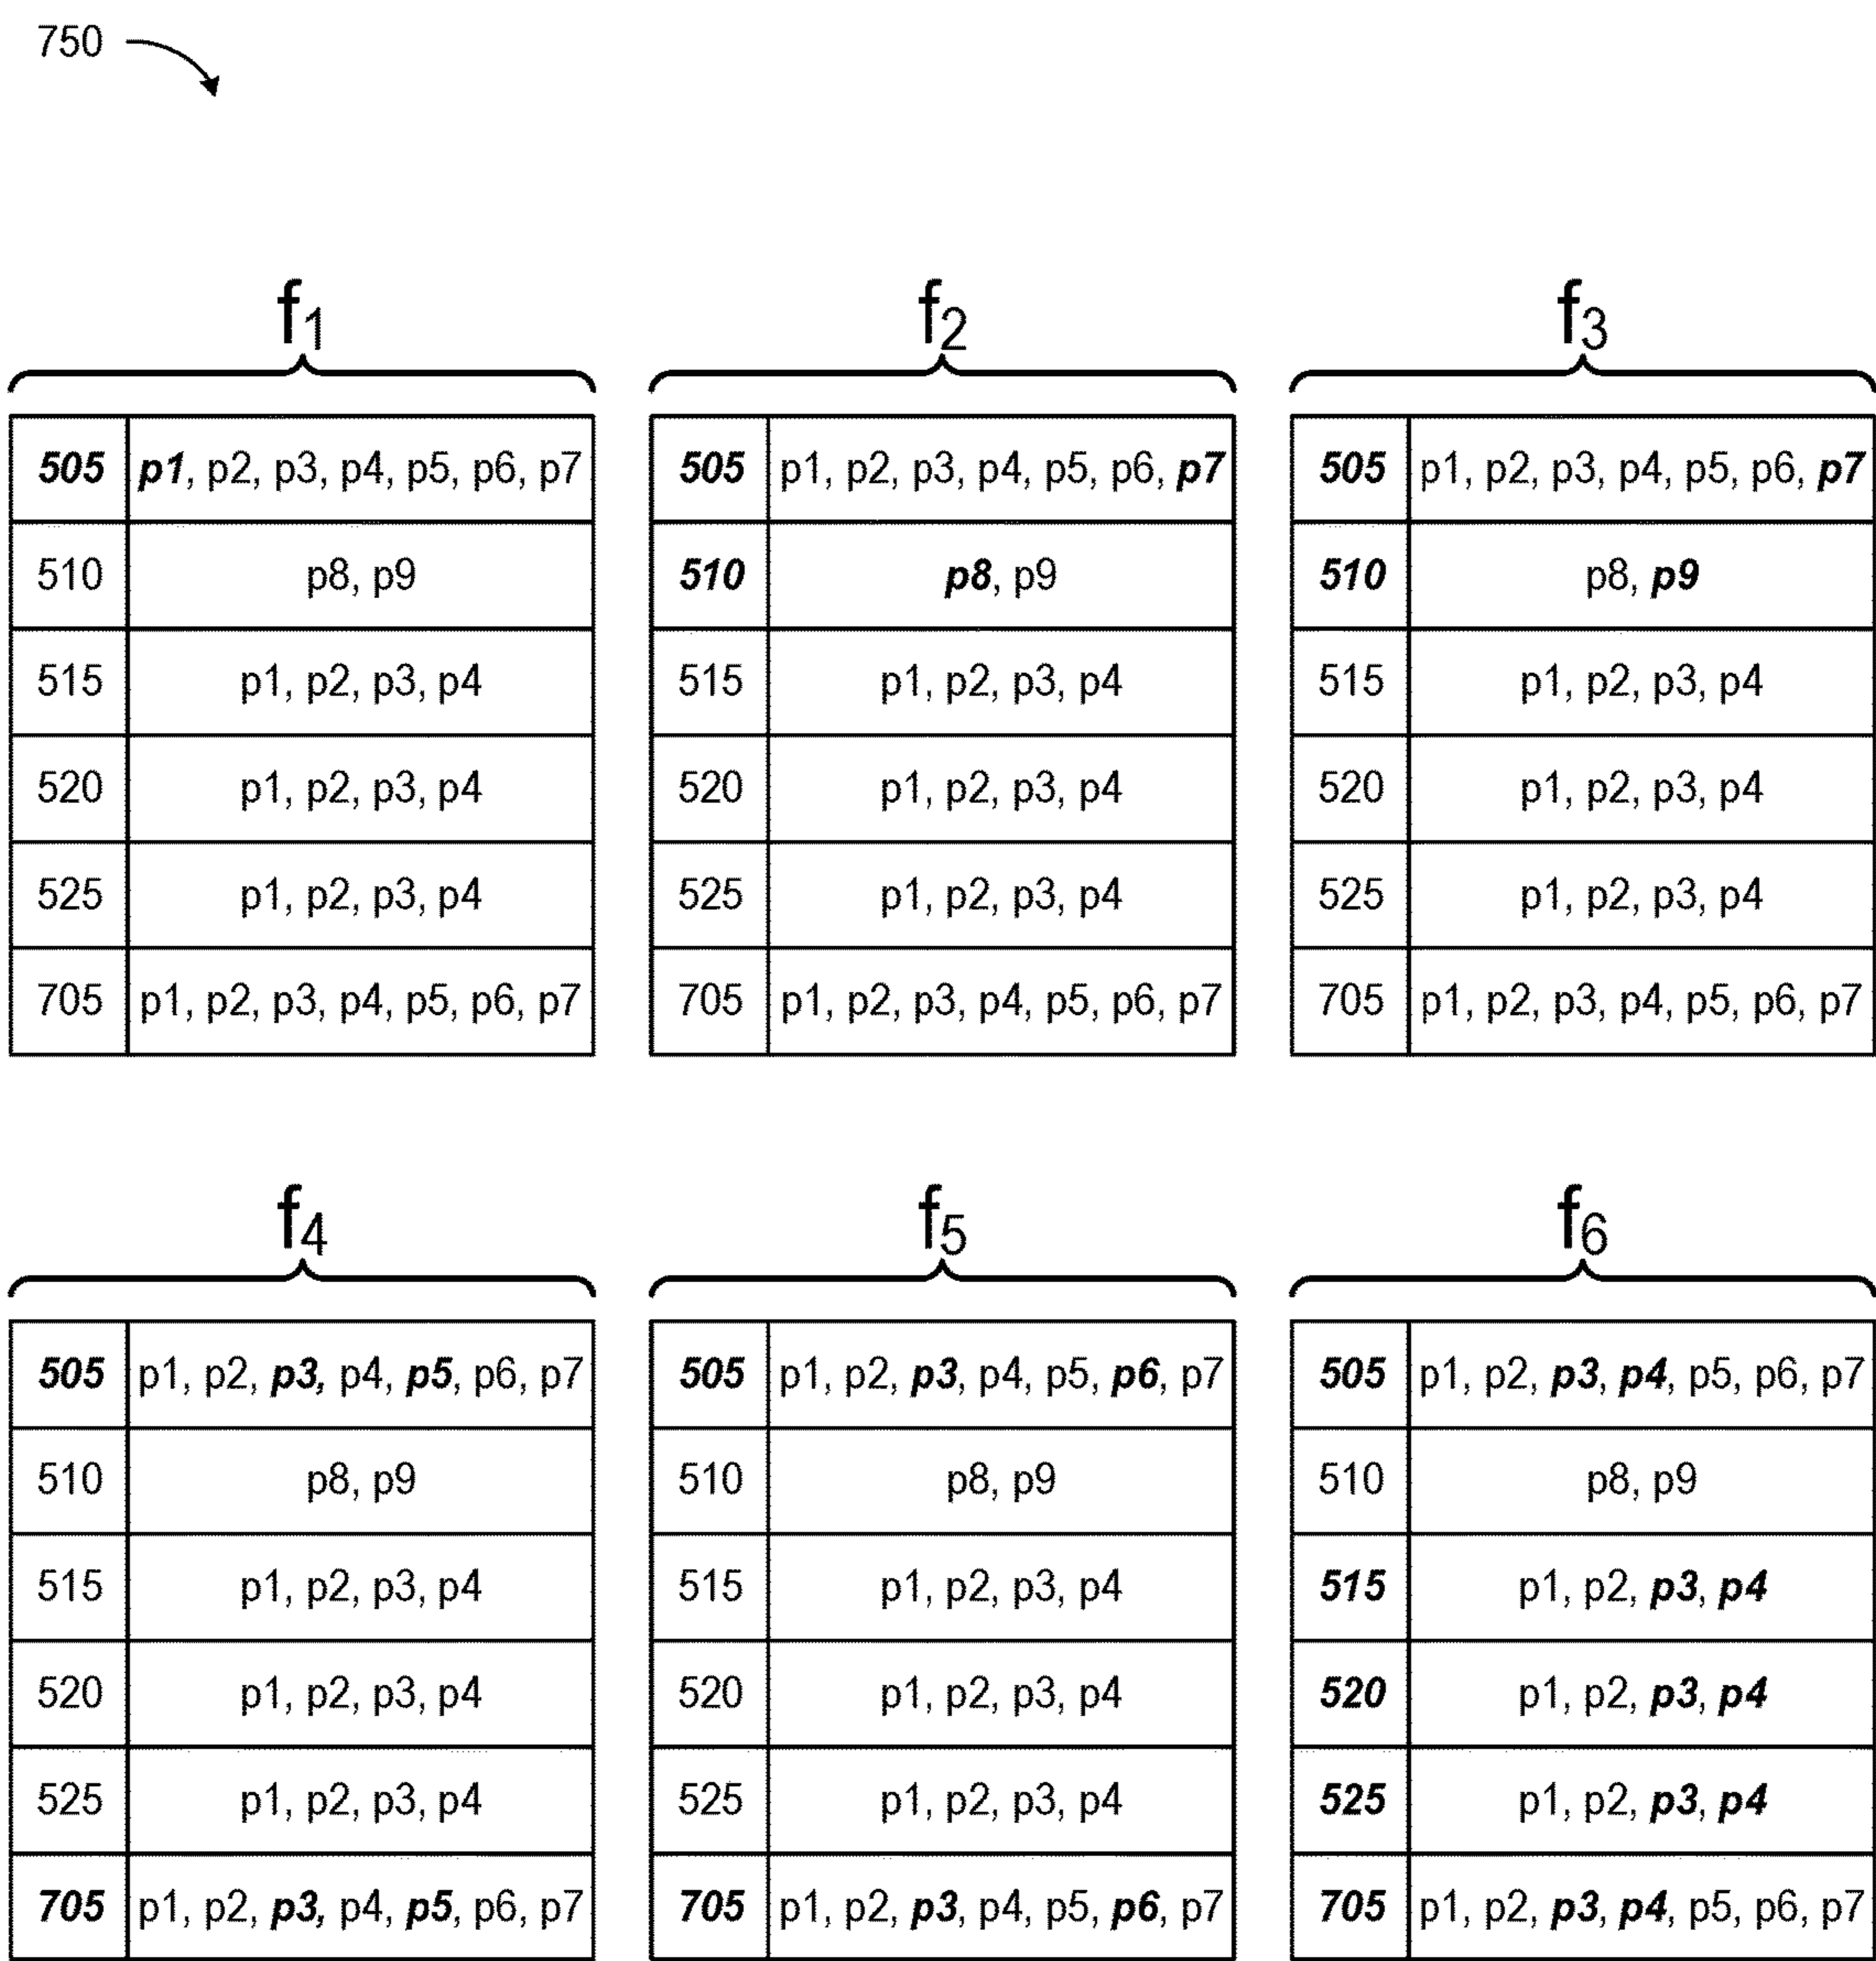 750
f1
505 p1, p2, p3, p4, p5, p6, p7
510 p8, p9
515 p1, p2, p3, p4
520 p1, p2, p3, p4
525 p1, p2, p3, p4
705 p1, p2, p3, p4, p5, p6, p7
f2
505 p1, p2, p3, p4, p5, p6, p7
510 p8, p9
515 p1, p2, p3, p4
520 p1, p2, p3, p4
525 p1, p2, p3, p4
705 p1, p2, p3, p4, p5, p6, p7
f3
505 p1, p2, p3, p4, p5, p6, p7
510 p8, p9
515 p1, p2, p3, p4
520 p1, p2, p3, p4
525 p1, p2, p3, p4
705 p1, p2, p3, p4, p5, p6, p7
f4
505 p1, p2, p3, p4, p5, p6, p7
510 p8, p9
515 p1, p2, p3, p4
520 p1, p2, p3, p4
525 p1, p2, p3, p4
705 p1, p2, p3, p4, p5, p6, p7
f5
505 p1, p2, p3, p4, p5, p6, p7
510 p8, p9
515 p1, p2, p3, p4
520 p1, p2, p3, p4
525 p1, p2, p3, p4
705 p1, p2, p3, p4, p5, p6, p7
f6
505 p1, p2, p3, p4, p5, p6, p7
510 p8, p9
515 p1, p2, p3, p4
520 p1, p2, p3, p4
525 p1, p2, p3, p4
705 p1, p2, p3, p4, p5, p6, p7